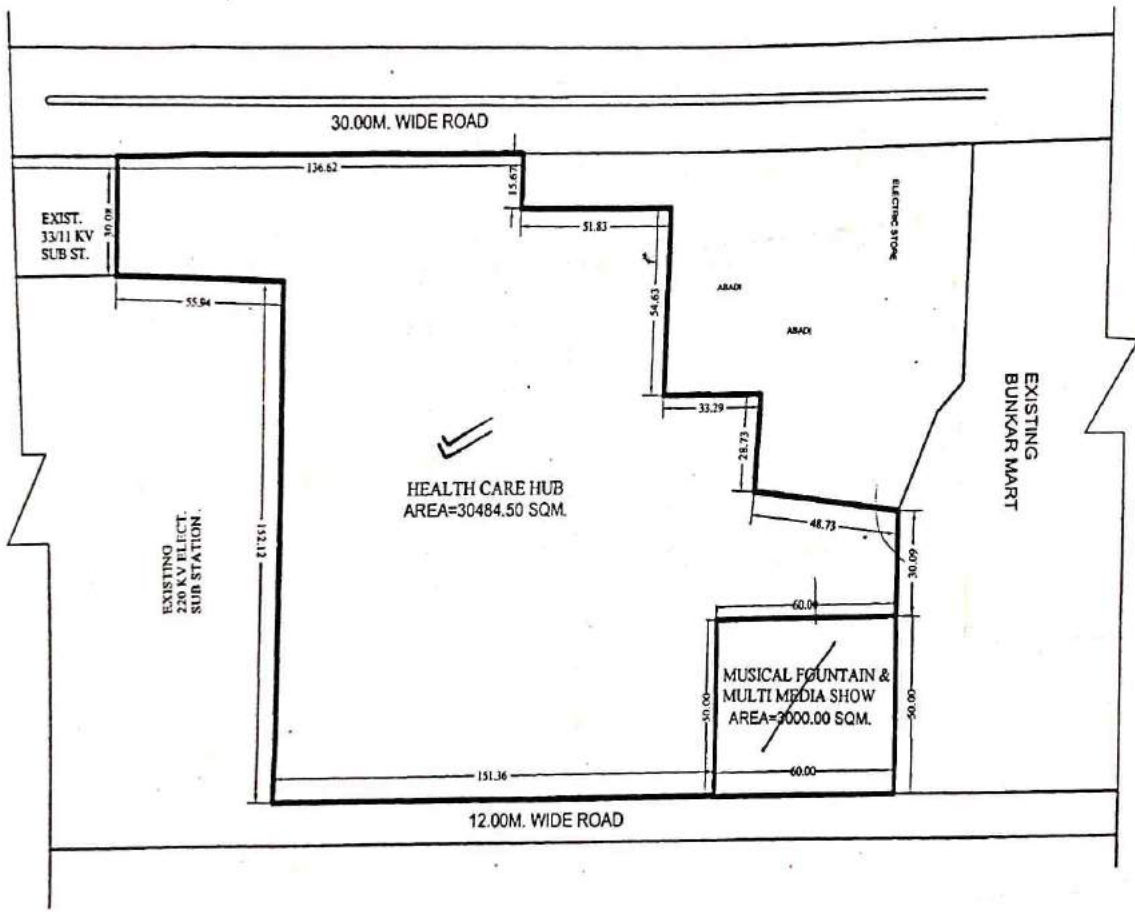 30.00M. WIDE ROAD
136.62
15.67
EXIST.
33/11 KV
SUB ST.
30.08
51.83
ELECTRIC STORE
55.94
54.63
ABADI
ABADI
33.29
28.73
EXISTING
BUNKAR MART
HEALTH CARE HUB
AREA=30484.50 SQM.
48.73
30.09
152.12
EXISTING
220 KV ELECT.
SUB STATION.
60.00
MUSICAL FOUNTAIN &
MULTI MEDIA SHOW
AREA=3000.00 SQM.
50.00
50.00
151.36
60.00
12.00M. WIDE ROAD